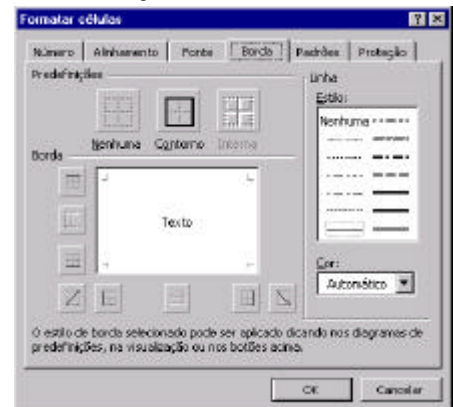 Formatar células
Número Alinhamento Fonte Borda Padrões Proteção
Predefinições
Nenhuma Contorno Interna
Borda
Texto
Linha
Estilo:
Nenhuma
Cor:
Automático
O estilo de borda selecionado pode ser aplicado clicando nos diagramas de
predefinições, na visualização ou nos botões acima.
OK Cancelar